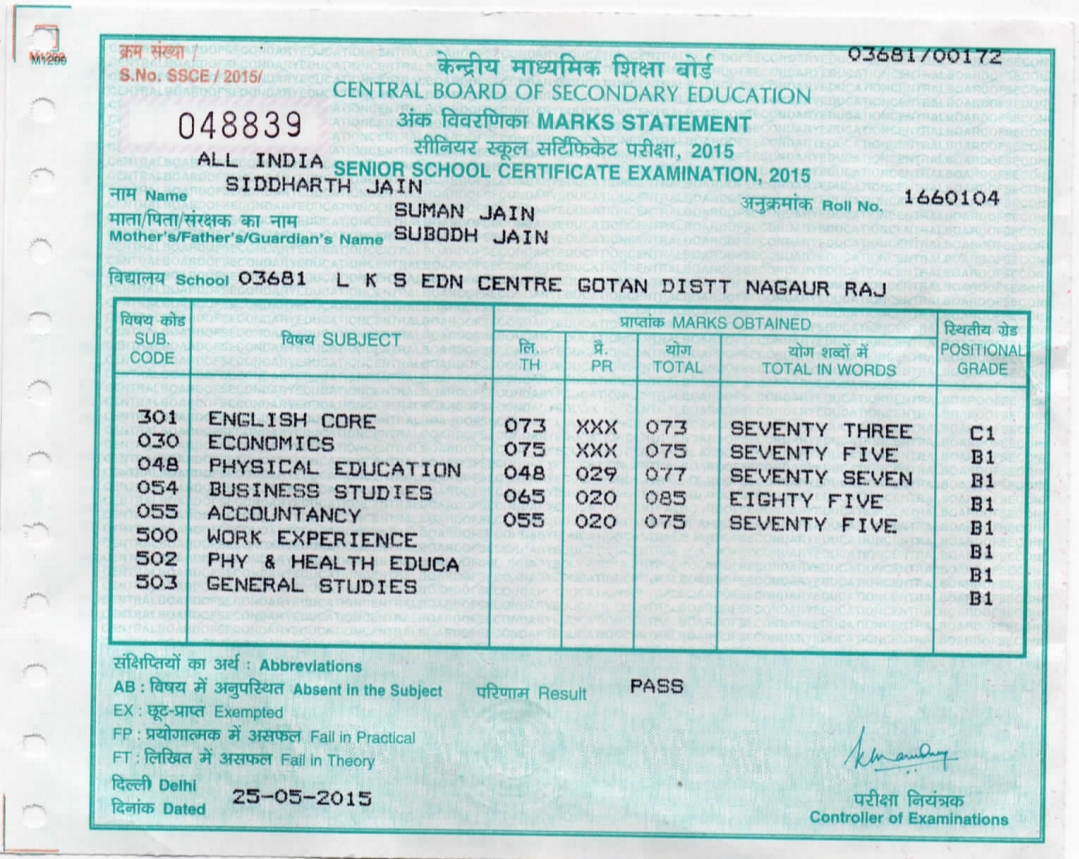 M1299
03681/00172
क्रम संख्या
S.No. SSCE / 2015/
048839
केन्द्रीय माध्यमिक शिक्षा बोर्ड
CENTRAL BOARD OF SECONDARY EDUCATION
अंक विवरणिका MARKS STATEMENT
सीनियर स्कूल सर्टिफिकेट परीक्षा, 2015
ALL INDIA SENIOR SCHOOL CERTIFICATE EXAMINATION, 2015
नाम Name SIDDHARTH JAIN
अनुक्रमांक Roll No. 1660104
माता/पिता/संरक्षक का नाम SUMAN JAIN
Mother's/Father's/Guardian's Name SUBODH JAIN
विद्यालय School 03681 L K S EDN CENTRE GOTAN DISTT NAGAUR RAJ
विषय कोड SUB. CODE विषय SUBJECT प्राप्तांक MARKS OBTAINED स्थितीय ग्रेड POSITIONAL GRADE
लि. TH प्रै. PR योग TOTAL योग शब्दों में TOTAL IN WORDS
301 ENGLISH CORE 073 XXX 073 SEVENTY THREE C1
030 ECONOMICS 075 XXX 075 SEVENTY FIVE B1
048 PHYSICAL EDUCATION 048 029 077 SEVENTY SEVEN B1
054 BUSINESS STUDIES 065 020 085 EIGHTY FIVE B1
055 ACCOUNTANCY 055 020 075 SEVENTY FIVE B1
500 WORK EXPERIENCE B1
502 PHY & HEALTH EDUCA B1
503 GENERAL STUDIES B1
संक्षिप्तियों का अर्थ : Abbreviations
AB : विषय में अनुपस्थित Absent in the Subject परिणाम Result PASS
EX : छूट-प्राप्त Exempted
FP : प्रयोगात्मक में असफल Fail in Practical
FT : लिखित में असफल Fail in Theory
दिल्ली Delhi
दिनांक Dated 25-05-2015
परीक्षा नियंत्रक
Controller of Examinations